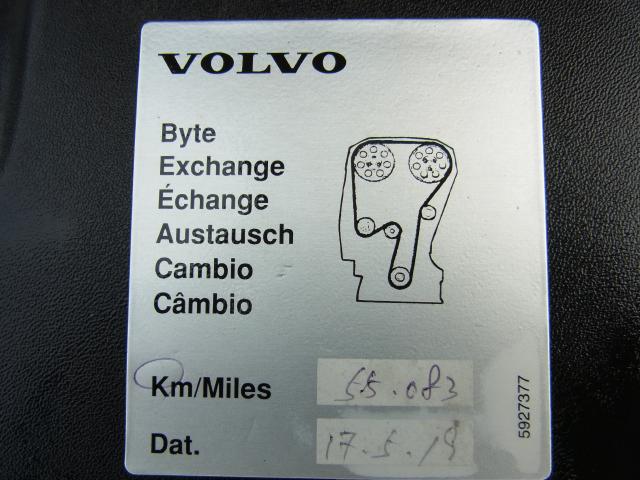 VOLVO
Byte
Exchange
Échange
Austausch
Cambio
Câmbio
Km/Miles 55.083
Dat. 17.5.19
5927377